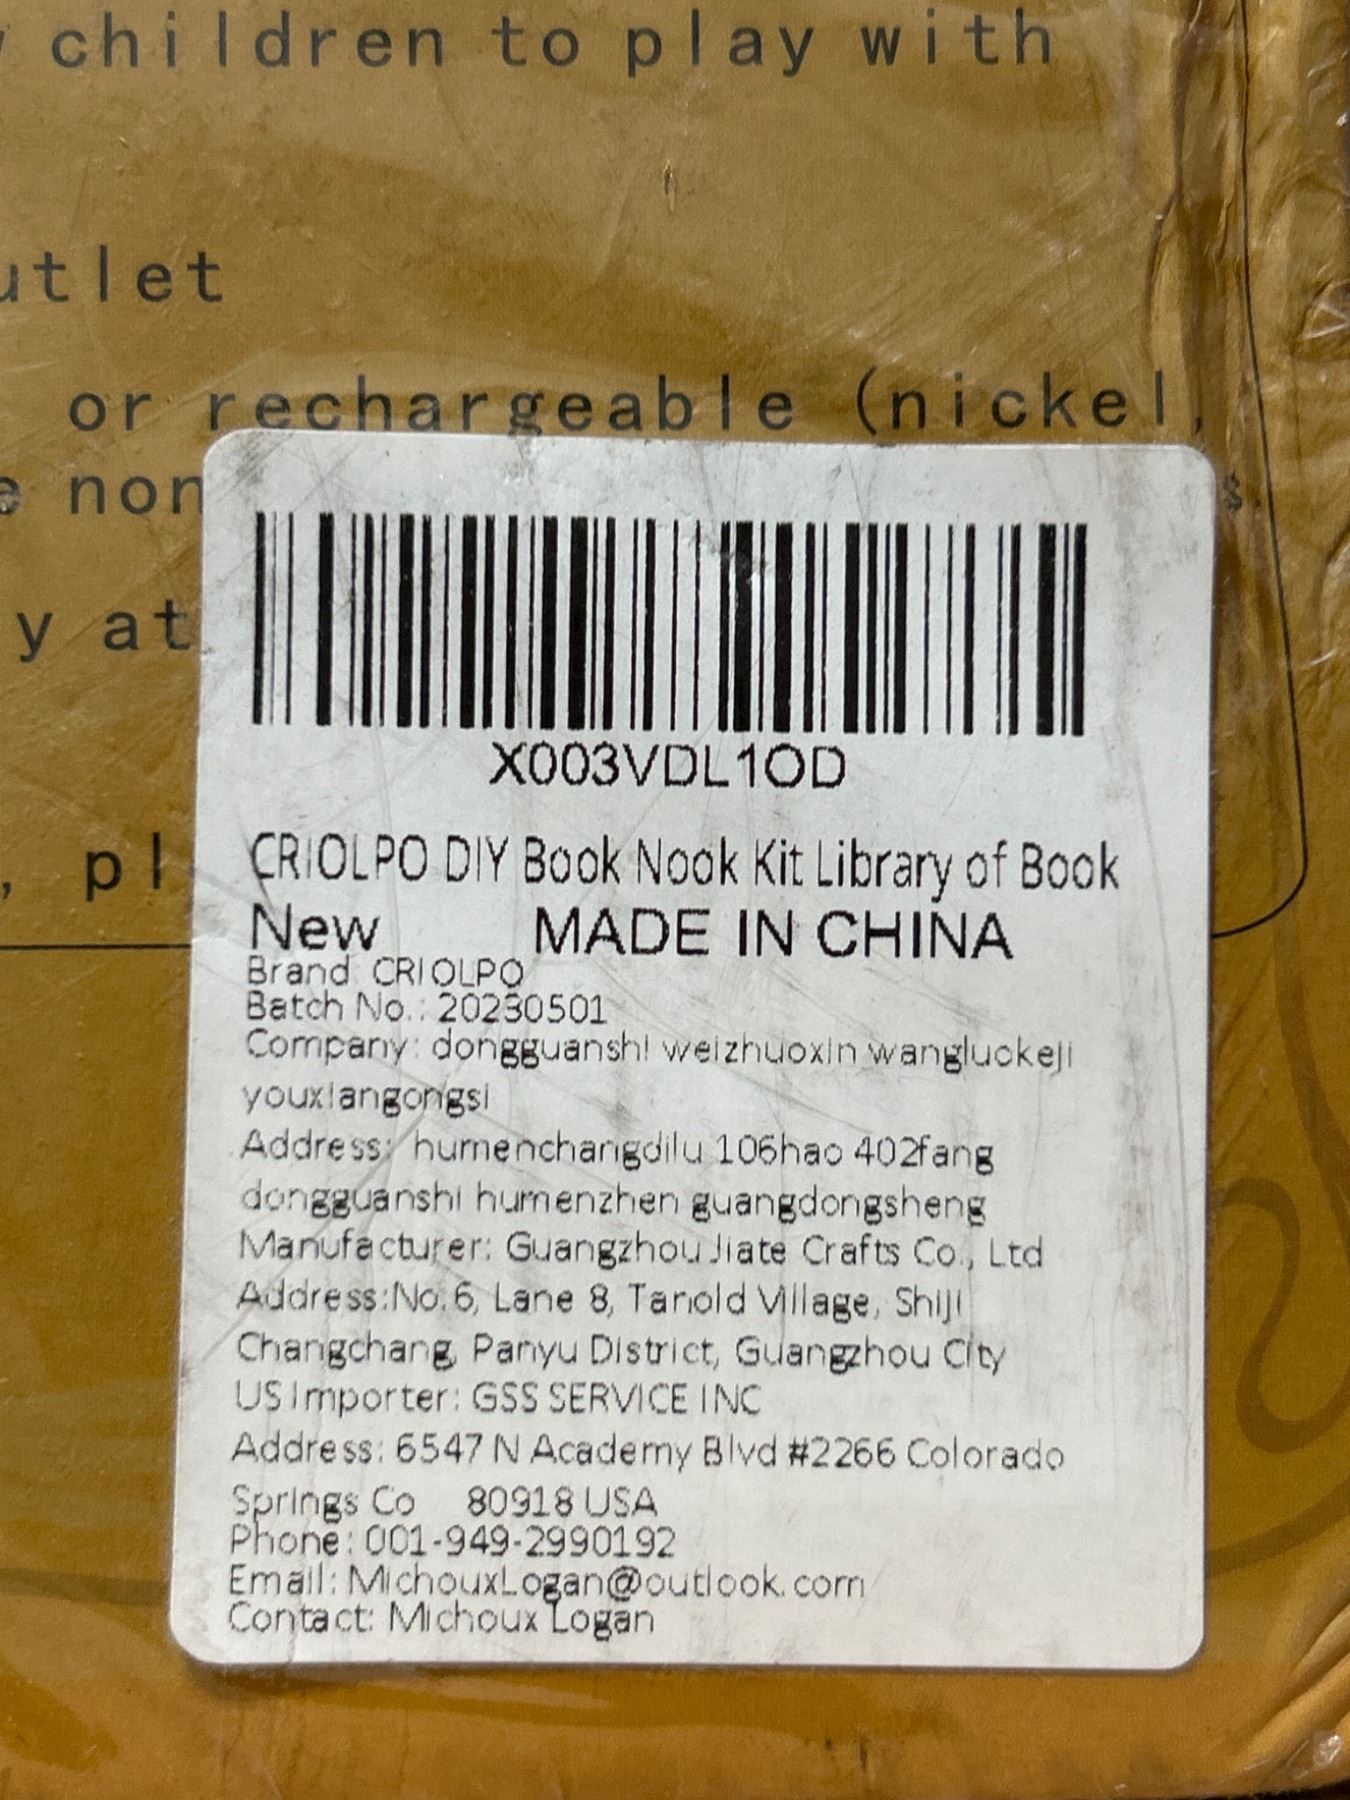 children to play with
utlet
or rechargeable (nickel,
e non
y at
, pl
X003VDL1OD
CRIOLPO DIY Book Nook Kit Library of Book
New MADE IN CHINA
Brand: CRIOLPO
Batch No.: 20230501
Company: dongguanshi weizhuoxin wangluokeji
youxiangongsi
Address: humenchangdilu 106hao 402fang
dongguanshi humenzhen guangdongsheng
Manufacturer: Guangzhou Jiate Crafts Co., Ltd
Address:No.6, Lane 8, Tanold Village, Shiji
Changchang, Panyu District, Guangzhou City
US Importer: GSS SERVICE INC
Address: 6547 N Academy Blvd #2266 Colorado
Springs Co 80918 USA
Phone: 001-949-2990192
Email: MichouxLogan@outlook.com
Contact: Michoux Logan